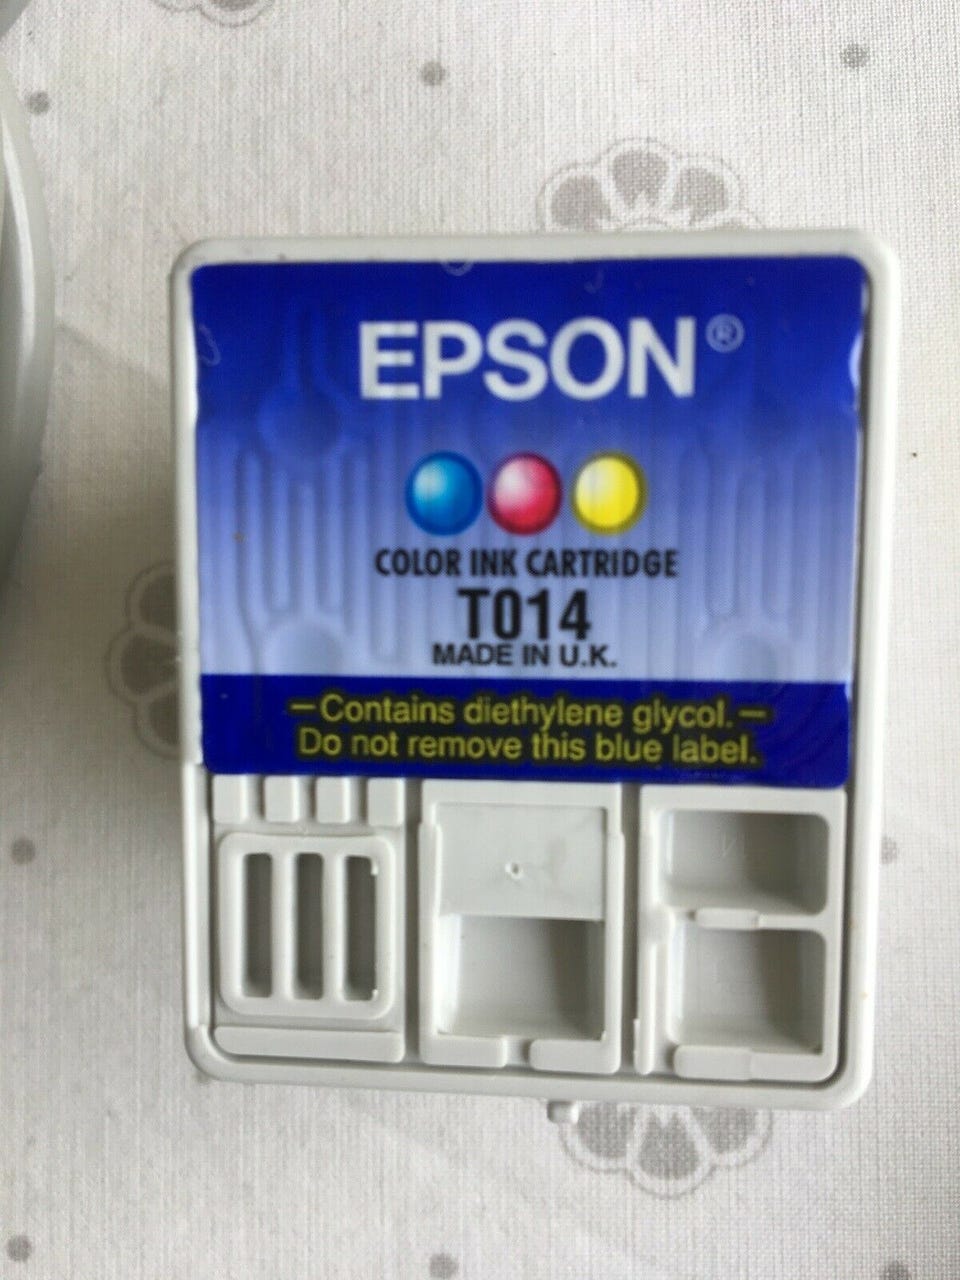 EPSON®
COLOR INK CARTRIDGE
T014
MADE IN U.K.
–Contains diethylene glycol.–
Do not remove this blue label.